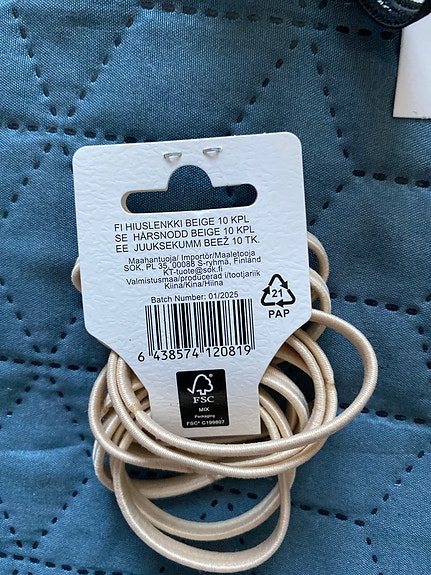 FI HIUSLENKKI BEIGE 10 KPL
SE HÅRSNODD BEIGE 10 KPL
EE JUUKSEKUMM BEEŽ 10 TK.
Maahantuoja/ Importör/Maaletooja
SOK, PL 35, 00088 S-ryhmä, Finland
KT-tuote@sok.fi
Valmistusmaa/producerad i/tootjariik
Kiina/Kina/Hiina
Batch Number: 01/2025
21
PAP
6 438574 120819
FSC
MIX
Packaging
FSC® C199807